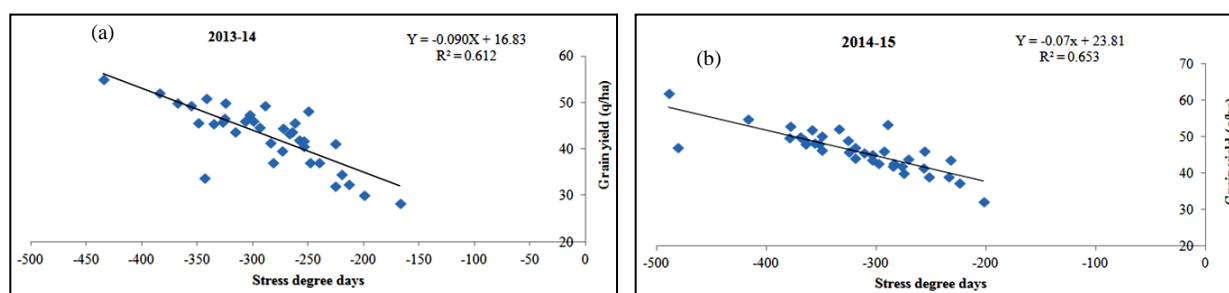 (a)
2013-14
Y = -0.090X + 16.83
R² = 0.612
60
50
40
30
20
Grain yield (q/ha)
-500 -450 -400 -350 -300 -250 -200 -150 -100 -50 0
Stress degree days
(b)
2014-15
Y = -0.07x + 23.81
R² = 0.653
70
60
50
40
30
20
-500 -400 -300 -200 -100 0
Stress degree days